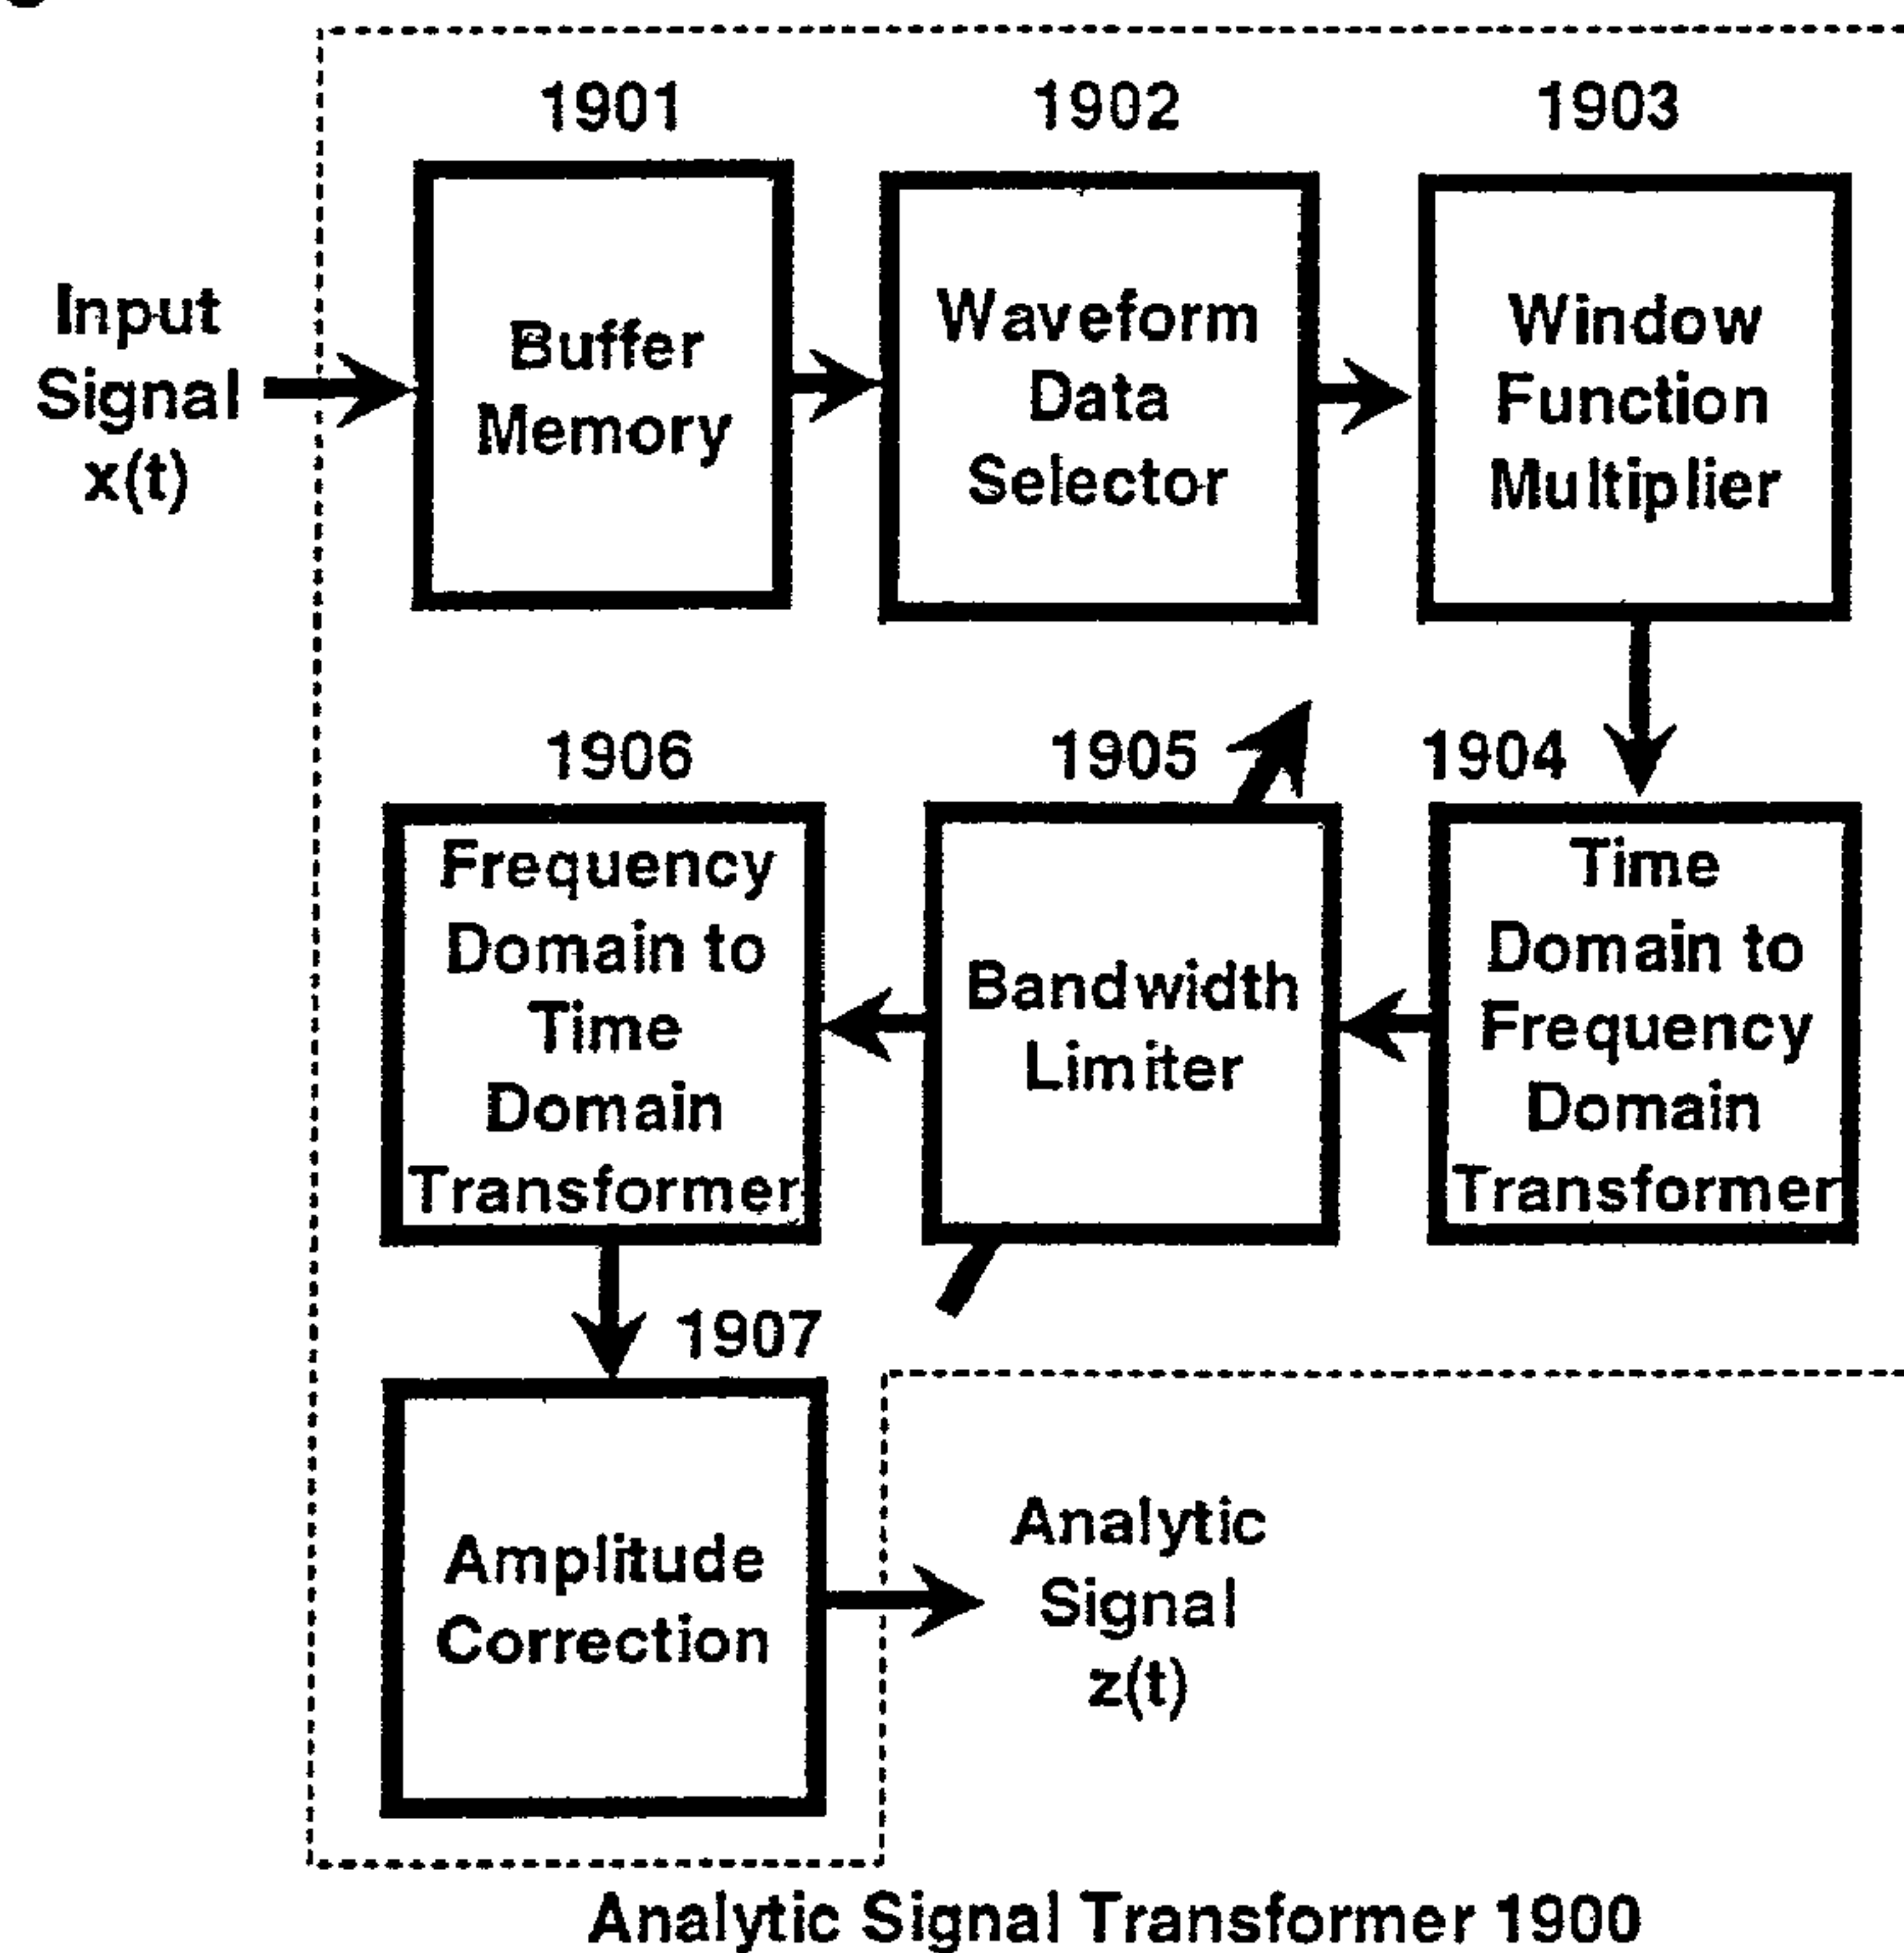 1901
1902
1903
Input
Signal
x(t)
Buffer
Memory
Waveform
Data
Selector
Window
Function
Multiplier
1906
1905
1904
Frequency
Domain to
Time
Domain
Transformer
Bandwidth
Limiter
Time
Domain to
Frequency
Domain
Transformer
1907
Amplitude
Correction
Analytic
Signal
z(t)
Analytic Signal Transformer 1900